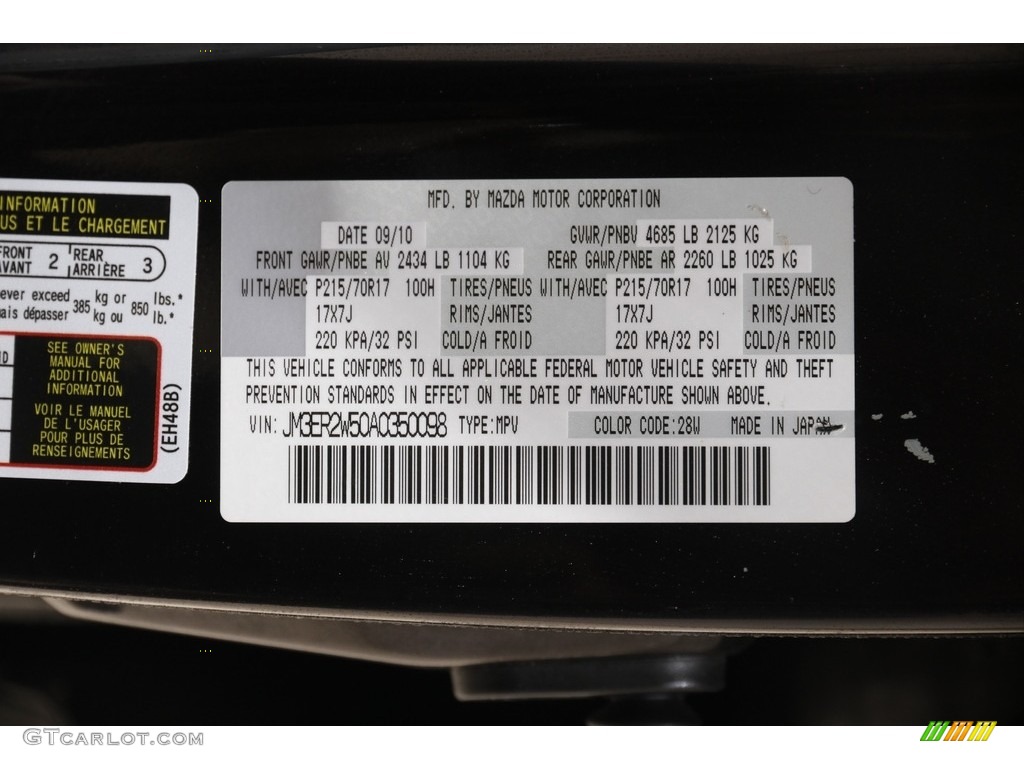 INFORMATION
US ET LE CHARGEMENT
FRONT
AVANT 2 REAR
ARRIÈRE 3
ever exceed 385 kg or 850 lbs.*
ais dépasser kg ou lb.*
SEE OWNER'S
MANUAL FOR
ADDITIONAL
INFORMATION
VOIR LE MANUEL
DE L'USAGER
POUR PLUS DE
RENSEIGNEMENTS
(EH48B)
MFD. BY MAZDA MOTOR CORPORATION
DATE 09/10 GVWR/PNBV 4685 LB 2125 KG
FRONT GAWR/PNBE AV 2434 LB 1104 KG REAR GAWR/PNBE AR 2260 LB 1025 KG
WITH/AVEC P215/70R17 100H TIRES/PNEUS WITH/AVEC P215/70R17 100H TIRES/PNEUS
17X7J RIMS/JANTES 17X7J RIMS/JANTES
220 KPA/32 PSI COLD/A FROID 220 KPA/32 PSI COLD/A FROID
THIS VEHICLE CONFORMS TO ALL APPLICABLE FEDERAL MOTOR VEHICLE SAFETY AND THEFT
PREVENTION STANDARDS IN EFFECT ON THE DATE OF MANUFACTURE SHOWN ABOVE.
VIN: JM3ER2W50A0350098 TYPE:MPV COLOR CODE:28W MADE IN JAPAN
GTCarLot.com